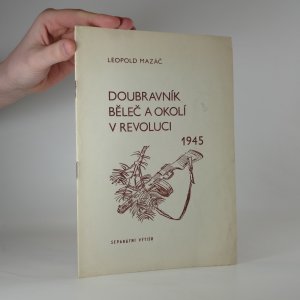 LEOPOLD MAZÁČ
DOUBRAVNÍK
BĚLEČ A OKOLÍ
V REVOLUCI
1945
SEPARÁTNÍ VÝTISK